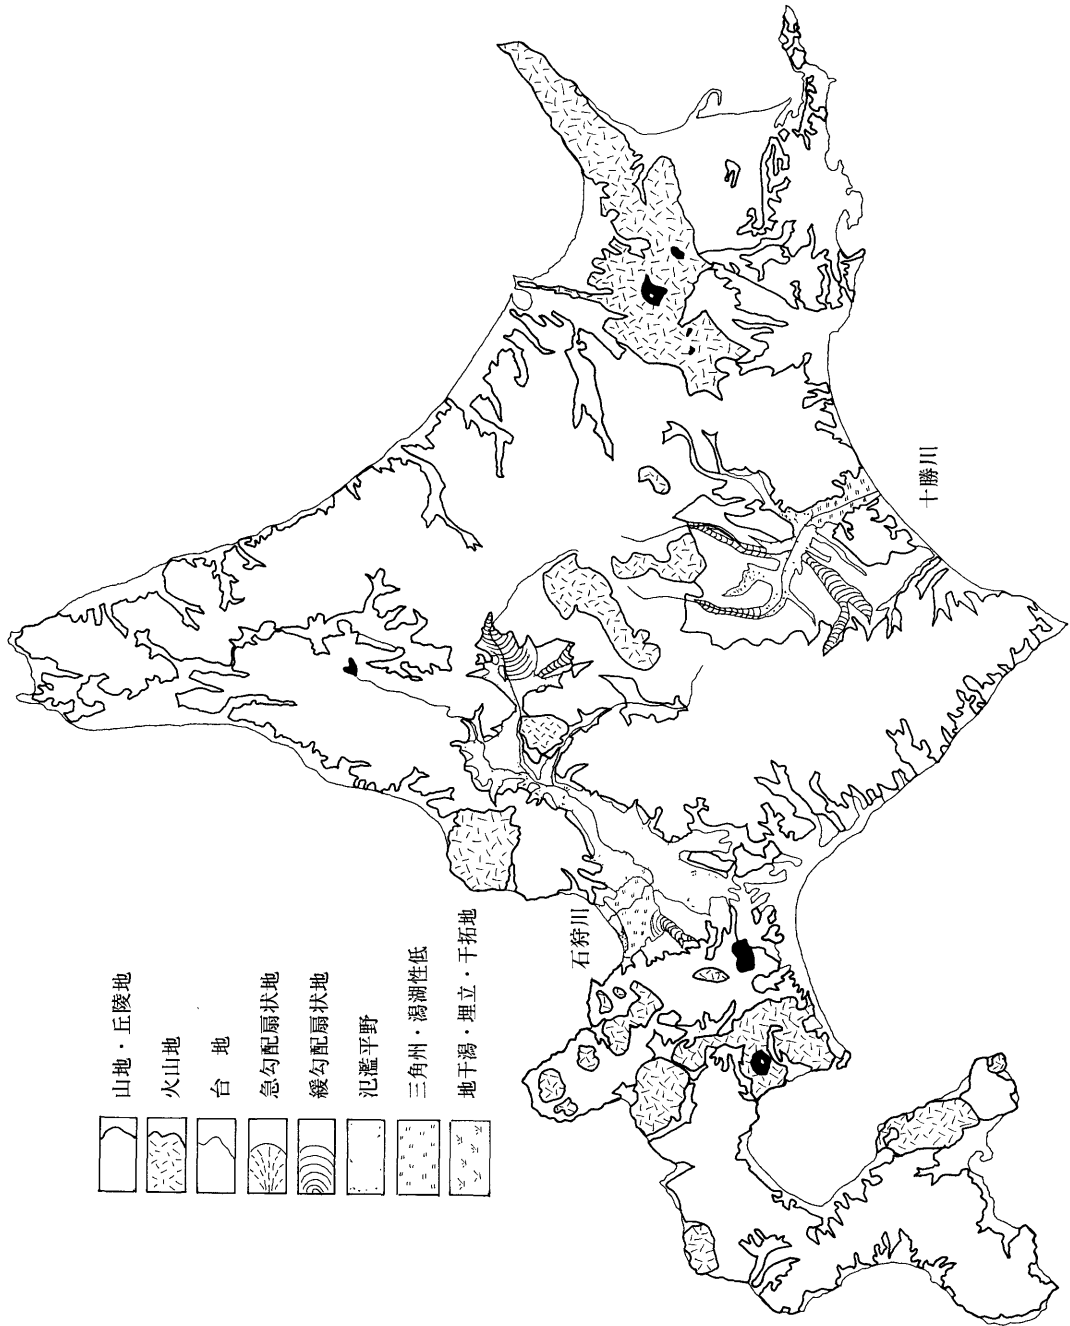 山地・丘陵地
火山地
台地
急勾配扇状地
緩勾配扇状地
氾濫平野
三角州・潟湖性低
地干潟・埋立・干拓地
石狩川
十勝川